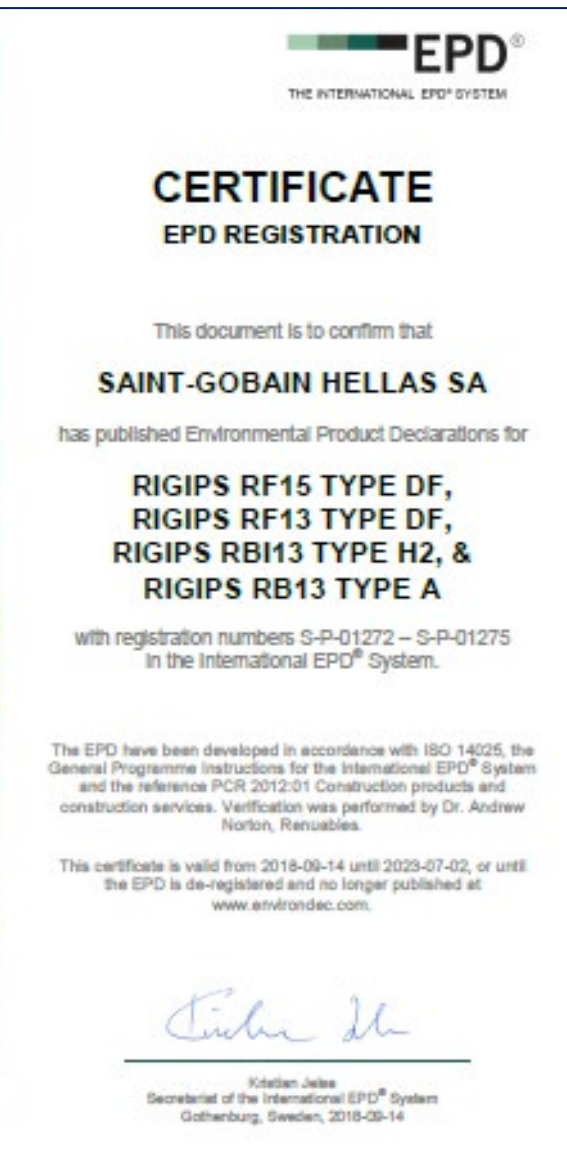 EPD®
THE INTERNATIONAL EPD® SYSTEM
CERTIFICATE
EPD REGISTRATION
This document is to confirm that
SAINT-GOBAIN HELLAS SA
has published Environmental Product Declarations for
RIGIPS RF15 TYPE DF,
RIGIPS RF13 TYPE DF,
RIGIPS RBI13 TYPE H2, &
RIGIPS RB13 TYPE A
with registration numbers S-P-01272 – S-P-01275
in the International EPD® System.
The EPD have been developed in accordance with ISO 14025, the
General Programme Instructions for the International EPD® System
and the reference PCR 2012:01 Construction products and
construction services. Verification was performed by Dr. Andrew
Norton, Renuables.
This certificate is valid from 2018-09-14 until 2023-07-02, or until
the EPD is de-registered and no longer published at
www.environdec.com.
Kristian Jelse
Secretariat of the International EPD® System
Gothenburg, Sweden, 2018-09-14